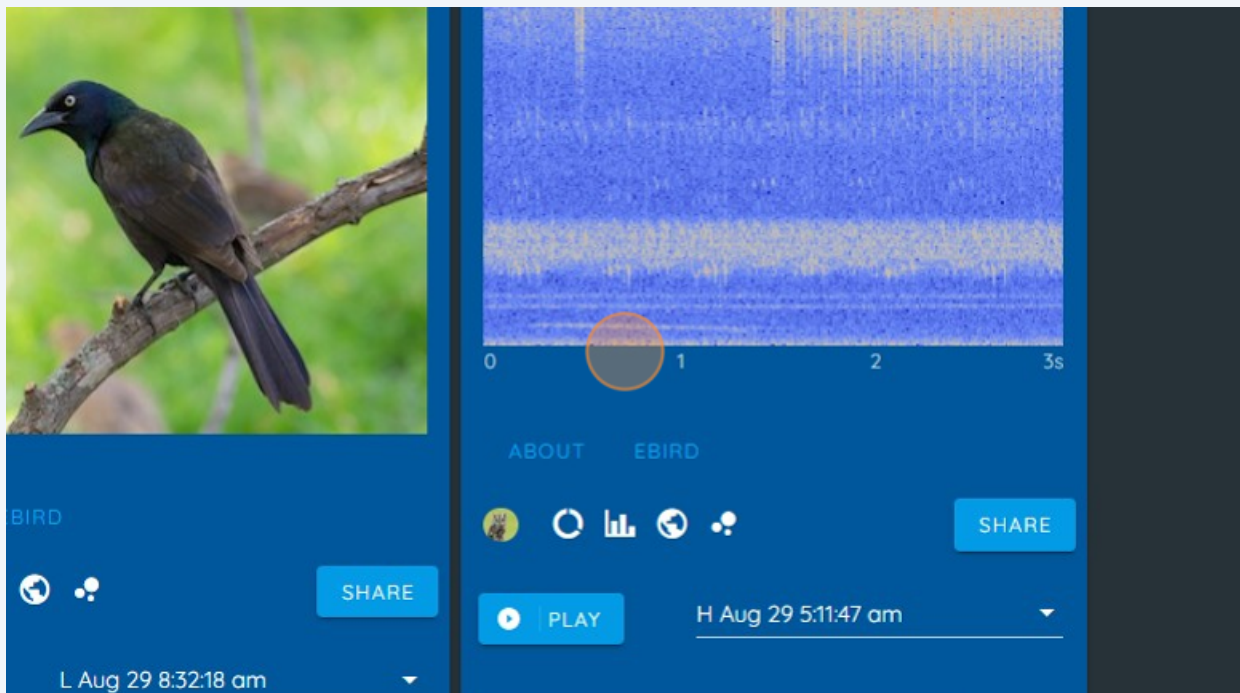 0 1 2 3s
ABOUT EBIRD
EBIRD
SHARE
SHARE
PLAY
H Aug 29 5:11:47 am
L Aug 29 8:32:18 am